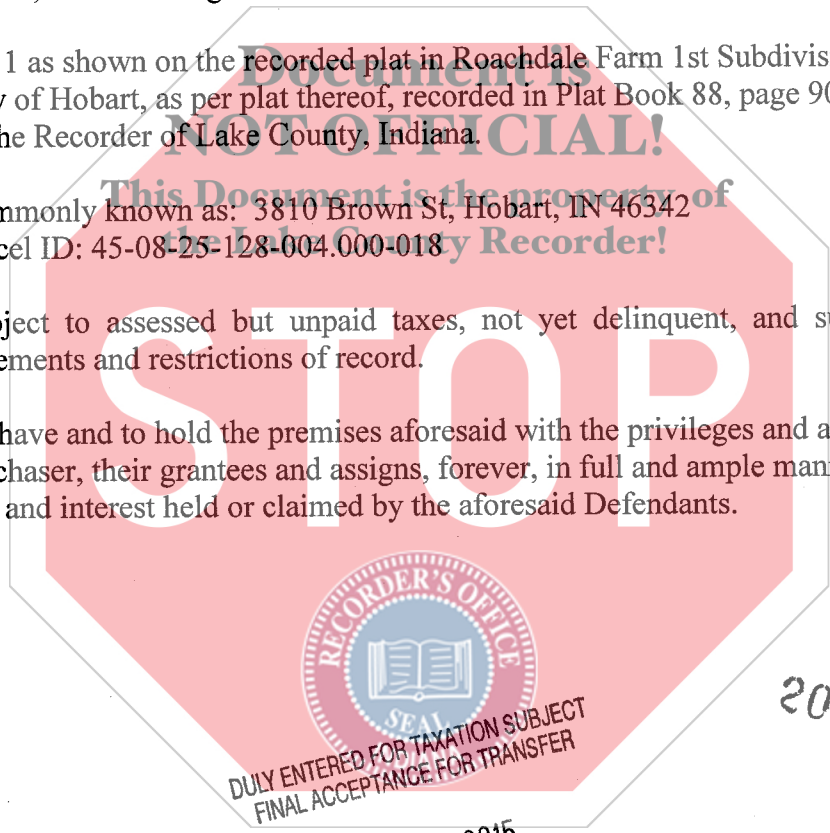 1 as shown on the recorded plat in Roachdale Farm 1st Subdivis
Document is
of Hobart, as per plat thereof, recorded in Plat Book 88, page 90
NOT OFFICIAL!
he Recorder of Lake County, Indiana.
This Document is the property of
mmonly known as: 3810 Brown St, Hobart, IN 46342
the Lake County Recorder!
cel ID: 45-08-25-128-004.000-018
ject to assessed but unpaid taxes, not yet delinquent, and su
ements and restrictions of record.
STOP
have and to hold the premises aforesaid with the privileges and a
chaser, their grantees and assigns, forever, in full and ample mann
and interest held or claimed by the aforesaid Defendants.
RECORDER'S OFFICE
SEAL
20
DULY ENTERED FOR TAXATION SUBJECT
FINAL ACCEPTANCE FOR TRANSFER